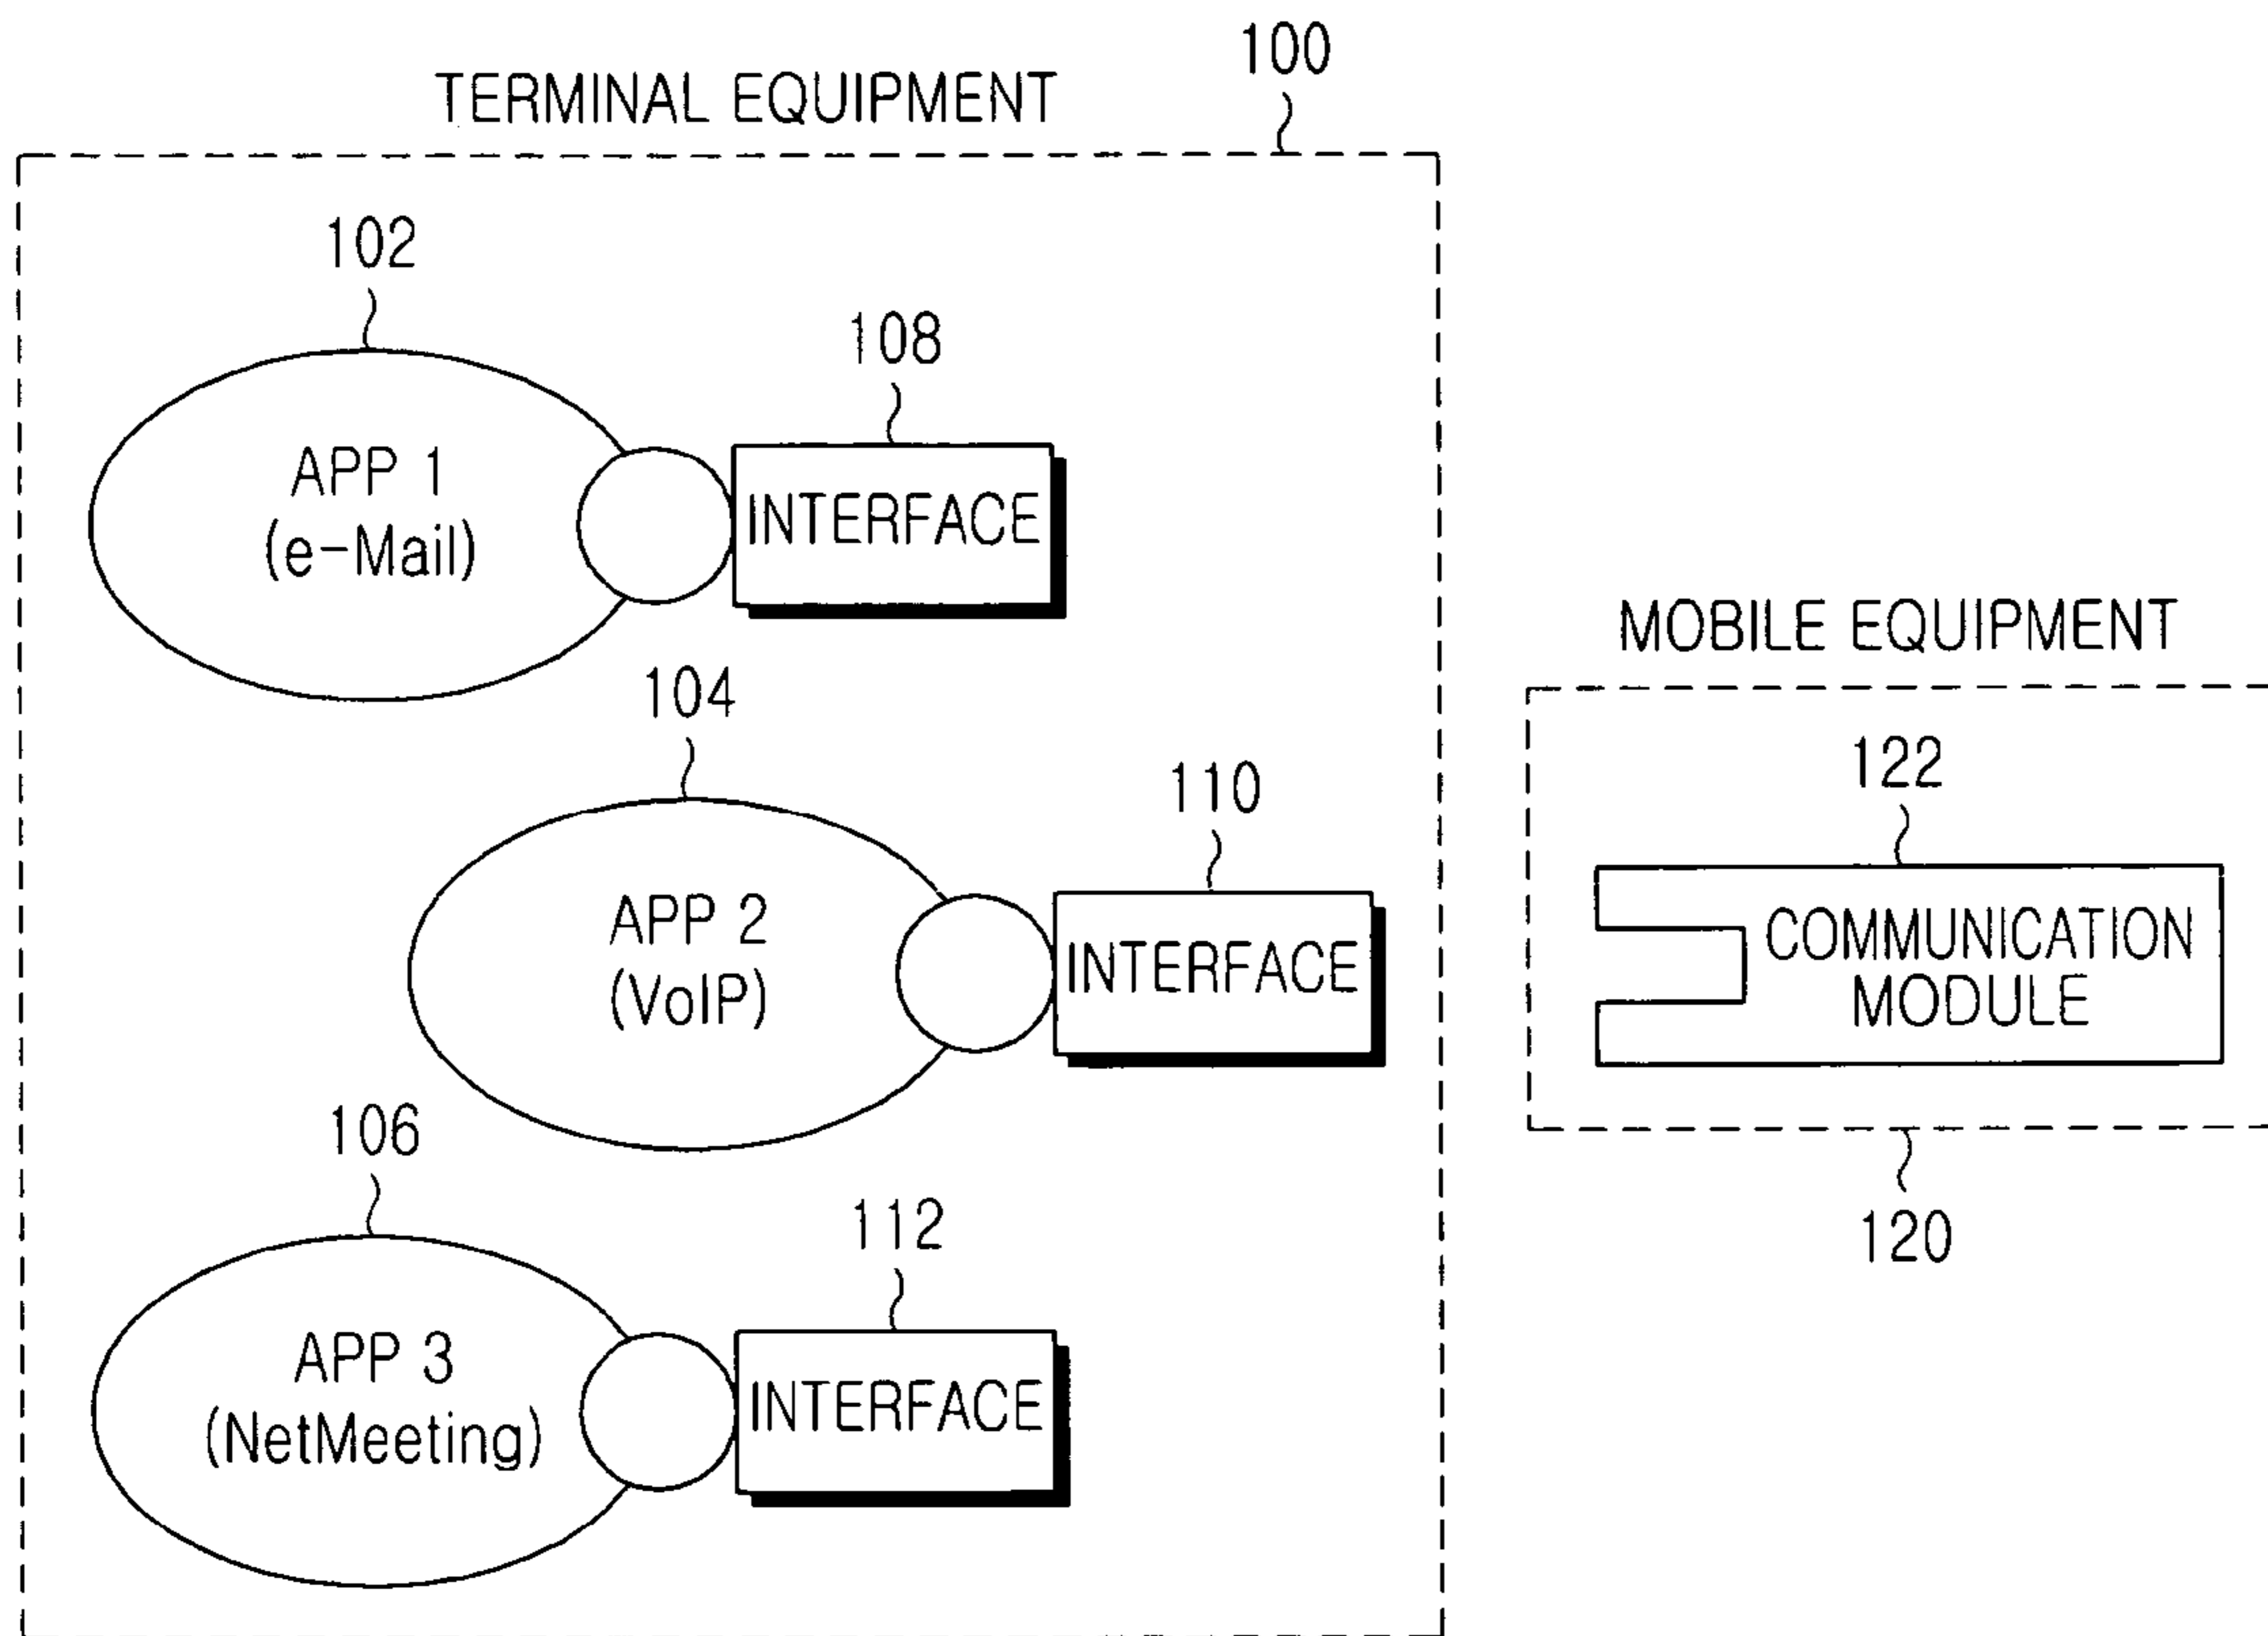 100
TERMINAL EQUIPMENT
102
108
APP 1
(e-Mail)
INTERFACE
MOBILE EQUIPMENT
104
110
122
APP 2
(VoIP)
INTERFACE
COMMUNICATION
MODULE
106
112
120
APP 3
(NetMeeting)
INTERFACE